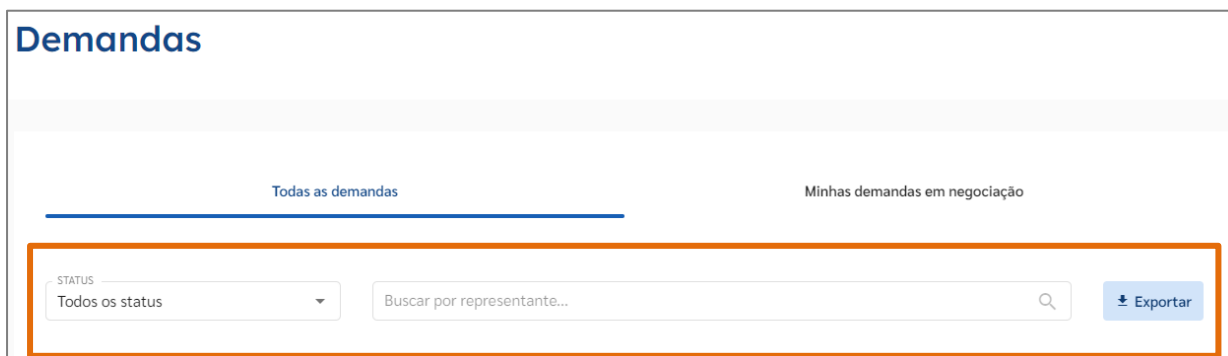 Demandas
Todas as demandas
Minhas demandas em negociação
STATUS
Todos os status
Buscar por representante...
Exportar